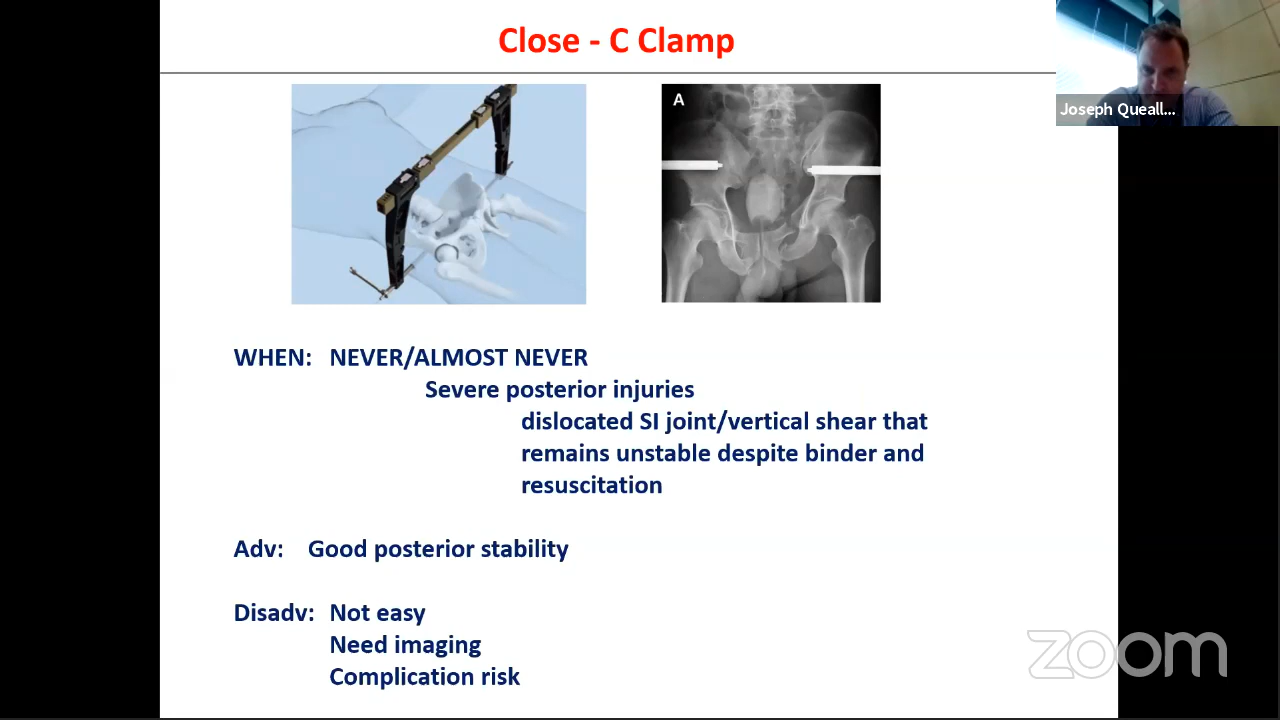 Close - C Clamp
A
Joseph Queall...
WHEN: NEVER/ALMOST NEVER
Severe posterior injuries
dislocated SI joint/vertical shear that
remains unstable despite binder and
resuscitation
Adv: Good posterior stability
Disadv: Not easy
Need imaging
Complication risk
zoom